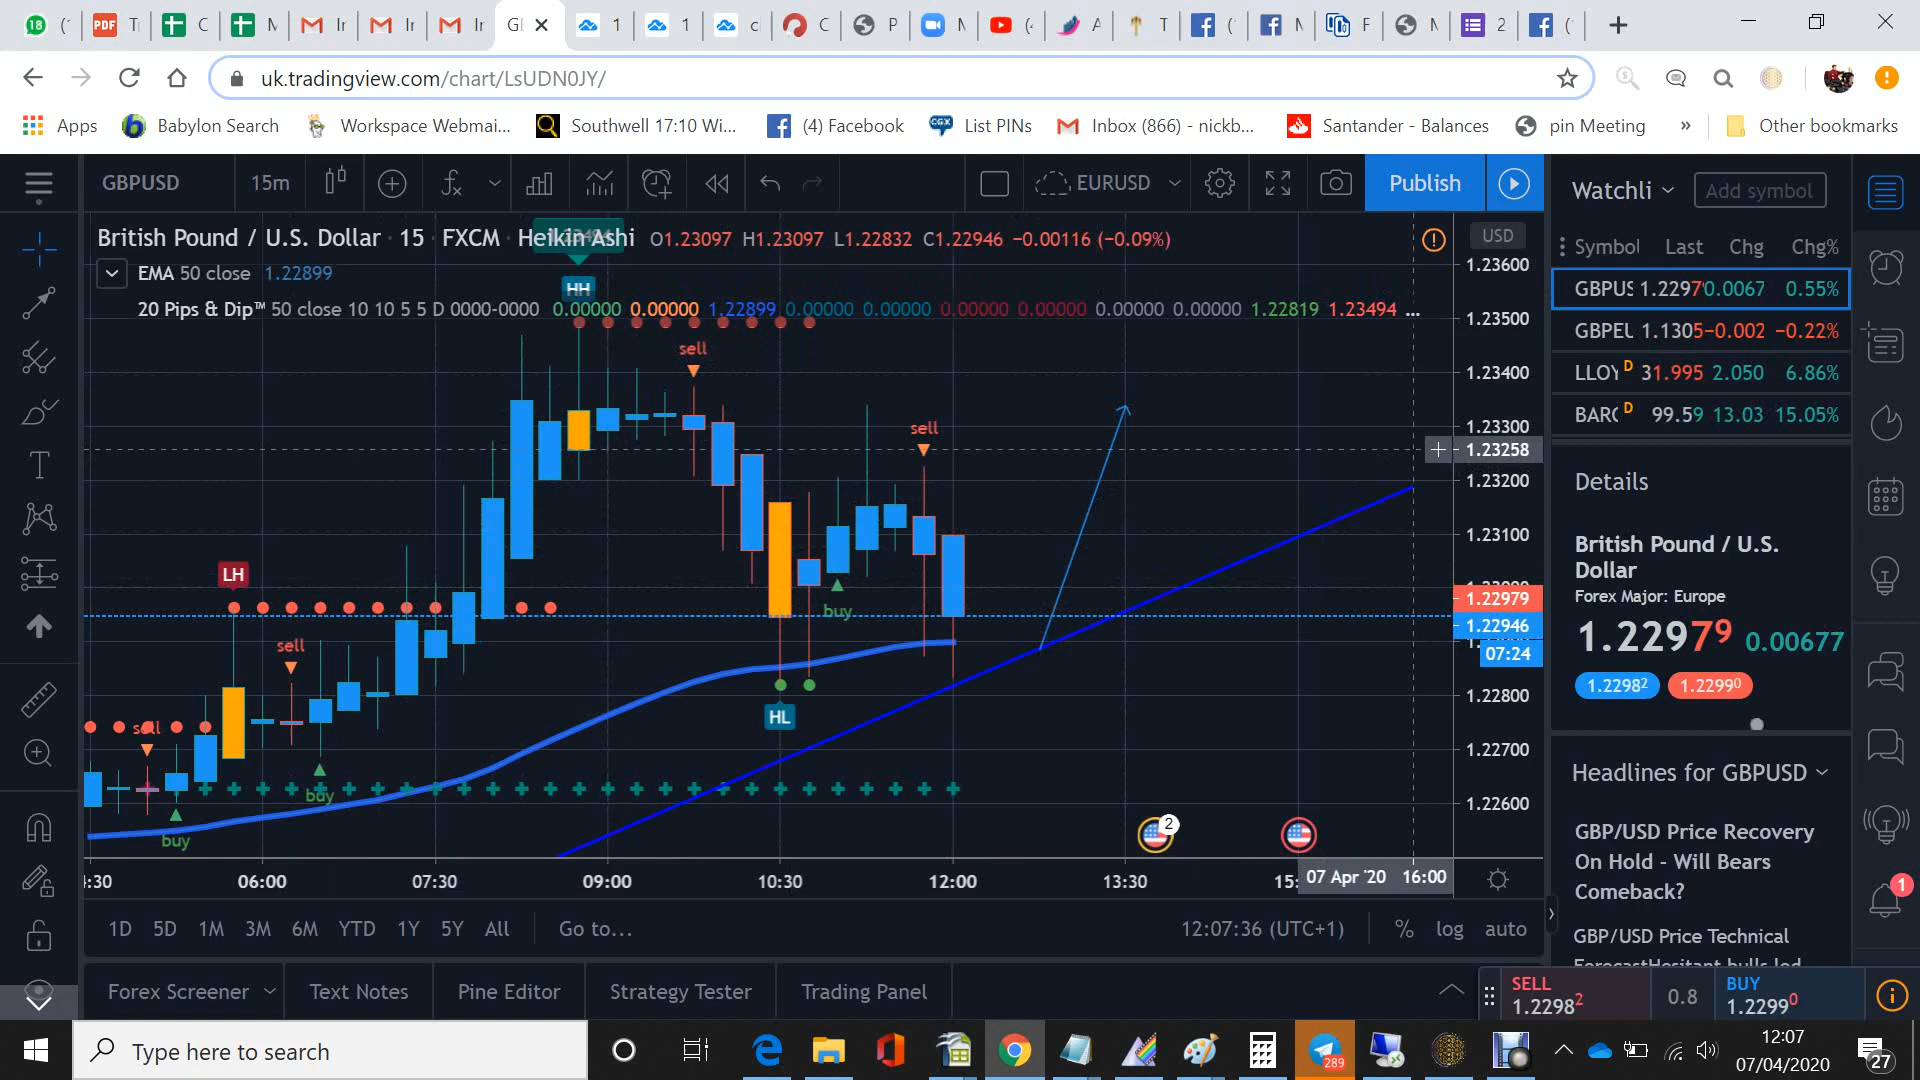 18
PDF
GI
uk.tradingview.com/chart/LsUDN0JY/
Apps
Babylon Search
Workspace Webmai...
Southwell 17:10 Wi...
(4) Facebook
List PINs
Inbox (866) - nickb...
Santander - Balances
pin Meeting
»
Other bookmarks
GBPUSD
15m
EURUSD
Publish
Watchli
Add symbol
British Pound / U.S. Dollar · 15 · FXCM · Heikin Ashi O1.23097 H1.23097 L1.22832 C1.22946 −0.00116 (−0.09%)
USD
Symbol Last Chg Chg%
EMA 50 close 1.22899
20 Pips & Dip™ 50 close 10 10 5 5 D 0000-0000 0.00000 0.00000 1.22899 0.00000 0.00000 0.00000 0.00000 0.00000 0.00000 1.22819 1.23494 ...
HH
sell
sell
LH
sell
sell
buy
buy
buy
HL
1.23600
1.23500
1.23400
1.23300
1.23258
1.23200
1.23100
1.22979
1.22946
07:24
1.22800
1.22700
1.22600
GBPUS 1.2297 0.0067 0.55%
GBPEU 1.1305 −0.002 −0.22%
LLOY D 31.995 2.050 6.86%
BARC D 99.59 13.03 15.05%
Details
British Pound / U.S.
Dollar
Forex Major: Europe
1.22979 0.00677
1.22982 1.22990
Headlines for GBPUSD
GBP/USD Price Recovery
On Hold - Will Bears
Comeback?
GBP/USD Price Technical
2
1
:30 06:00 07:30 09:00 10:30 12:00 13:30 15: 07 Apr '20 16:00
1D 5D 1M 3M 6M YTD 1Y 5Y All Go to... 12:07:36 (UTC+1) % log auto
Forex Screener Text Notes Pine Editor Strategy Tester Trading Panel
SELL
1.22982
0.8
BUY
1.22990
Type here to search
289
12:07
07/04/2020
27